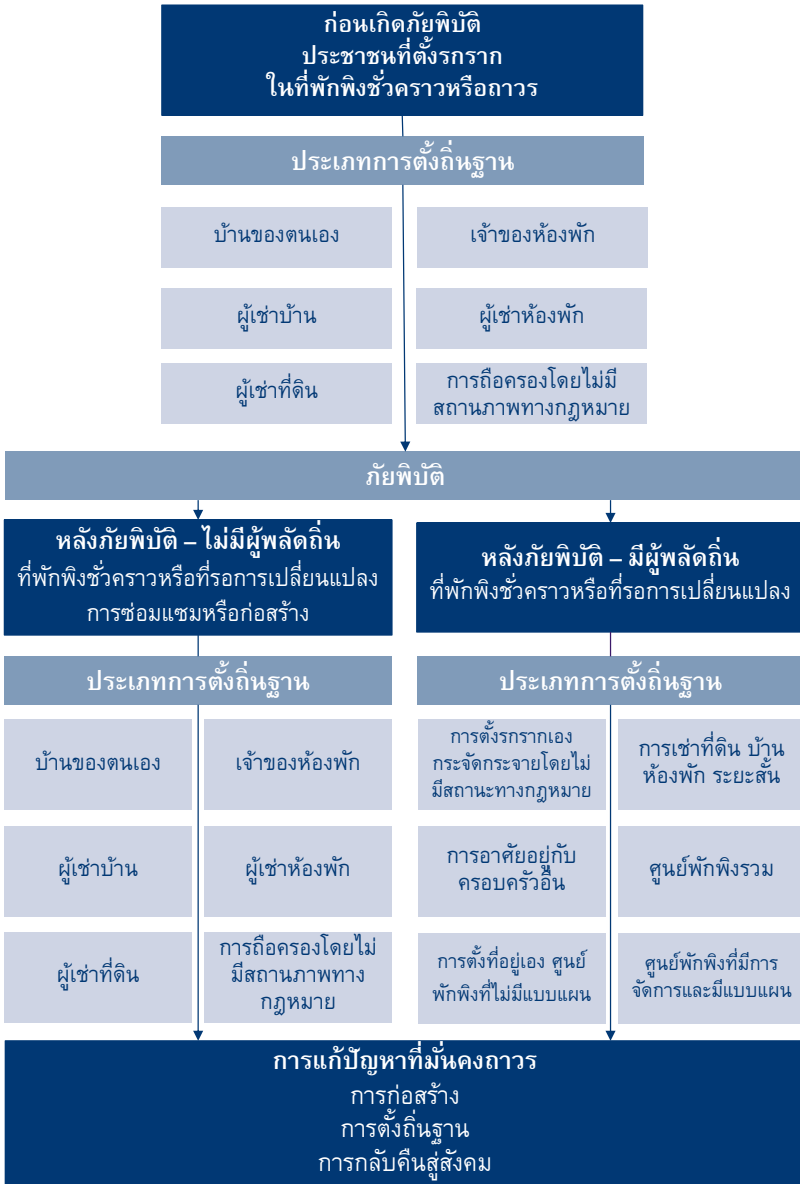 ก่อนเกิดภัยพิบัติ
ประชาชนที่ตั้งรกราก
ในที่พักพิงชั่วคราวหรือถาวร
ประเภทการตั้งถิ่นฐาน
บ้านของตนเอง
เจ้าของห้องพัก
ผู้เช่าบ้าน
ผู้เช่าห้องพัก
ผู้เช่าที่ดิน
การถือครองโดยไม่มี
สถานภาพทางกฎหมาย
ภัยพิบัติ
หลังภัยพิบัติ – ไม่มีผู้พลัดถิ่น
ที่พักพิงชั่วคราวหรือที่รอการเปลี่ยนแปลง
การซ่อมแซมหรือก่อสร้าง
หลังภัยพิบัติ – มีผู้พลัดถิ่น
ที่พักพิงชั่วคราวหรือที่รอการเปลี่ยนแปลง
ประเภทการตั้งถิ่นฐาน
บ้านของตนเอง
เจ้าของห้องพัก
ผู้เช่าบ้าน
ผู้เช่าห้องพัก
ผู้เช่าที่ดิน
การถือครองโดยไม่
มีสถานภาพทาง
กฎหมาย
ประเภทการตั้งถิ่นฐาน
การตั้งรกรากเอง
กระจัดกระจายโดยไม่
มีสถานะทางกฎหมาย
การเช่าที่ดิน บ้าน
ห้องพัก ระยะสั้น
การอาศัยอยู่กับ
ครอบครัวอื่น
ศูนย์พักพิงรวม
การตั้งที่อยู่เอง ศูนย์
พักพิงที่ไม่มีแบบแผน
ศูนย์พักพิงที่มีการ
จัดการและมีแบบแผน
การแก้ปัญหาที่มั่นคงถาวร
การก่อสร้าง
การตั้งถิ่นฐาน
การกลับคืนสู่สังคม